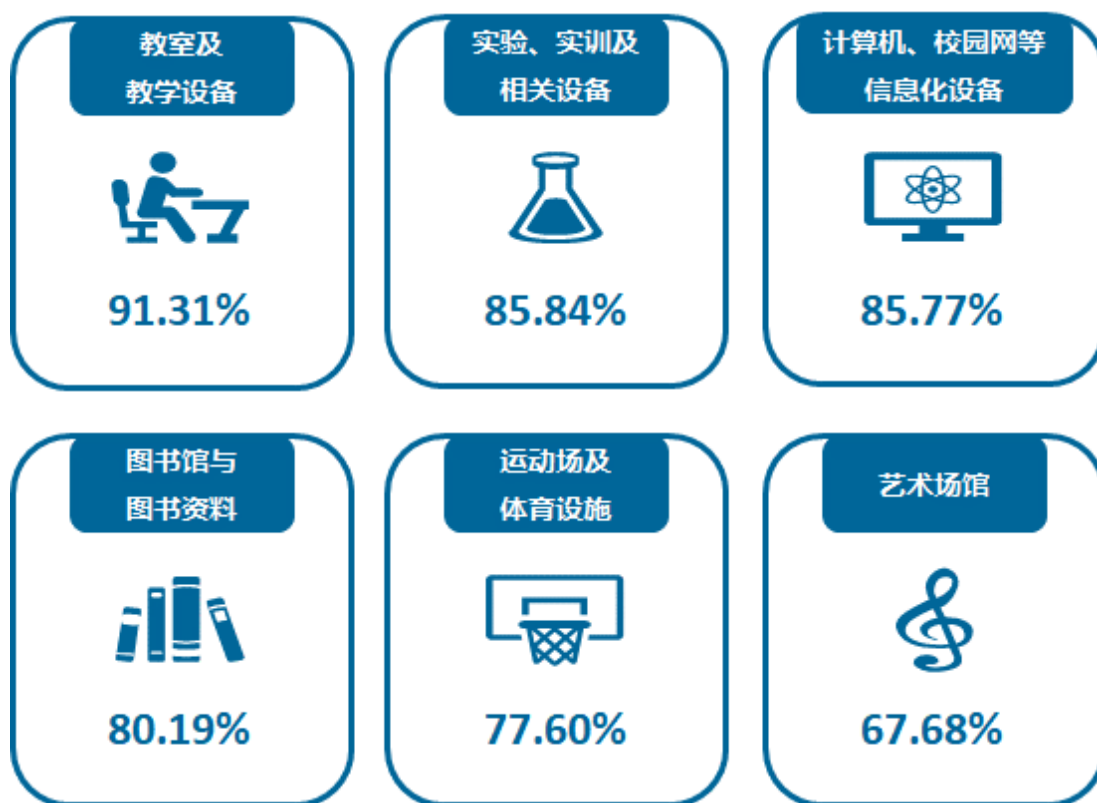 教室及
教学设备
91.31%
实验、实训及
相关设备
85.84%
计算机、校园网等
信息化设备
85.77%
图书馆与
图书资料
80.19%
运动场及
体育设施
77.60%
艺术场馆
67.68%